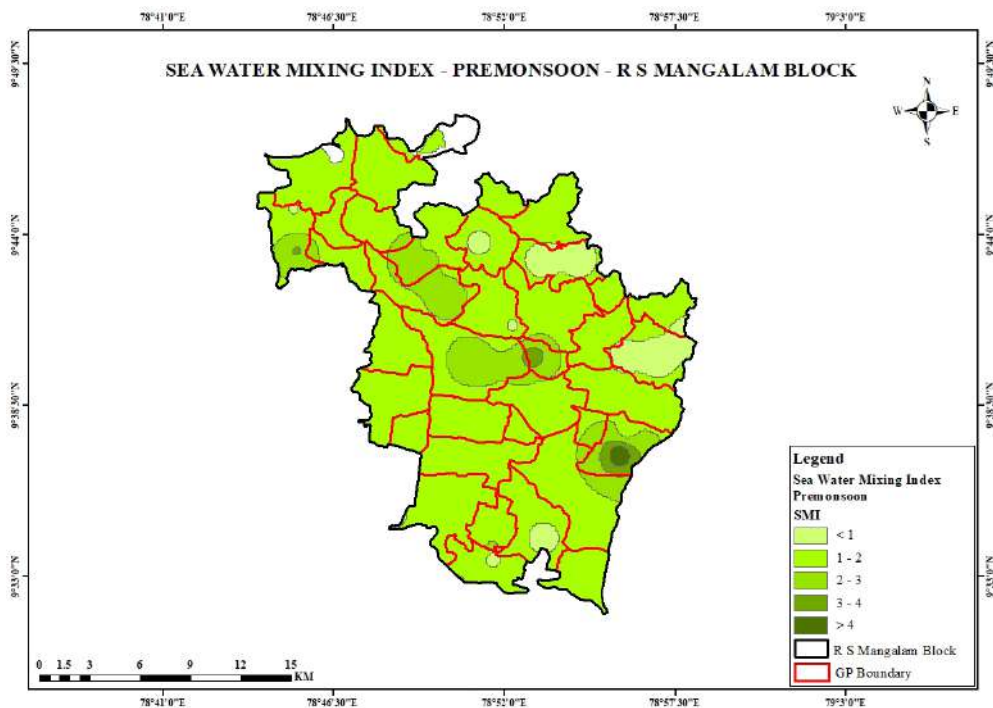 78°41'0"E 78°46'30"E 78°52'0"E 78°57'30"E 79°3'0"E
SEA WATER MIXING INDEX - PREMONSOON - R S MANGALAM BLOCK
N
W E
S
9°49'30"N 9°49'30"N
9°44'0"N 9°44'0"N
9°38'30"N 9°38'30"N
9°33'0"N 9°33'0"N
Legend
Sea Water Mixing Index
Premonsoon
SMI
< 1
1 - 2
2 - 3
3 - 4
> 4
R S Mangalam Block
GP Boundary
0 1.5 3 6 9 12 15
KM
78°41'0"E 78°46'30"E 78°52'0"E 78°57'30"E 79°3'0"E